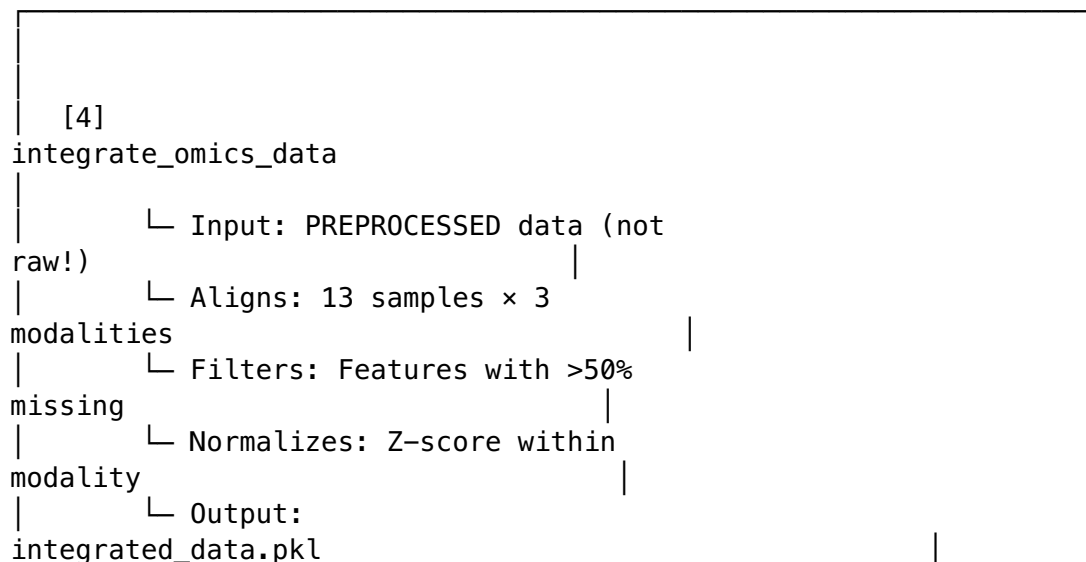 [4]
integrate_omics_data
└─ Input: PREPROCESSED data (not
raw!)
└─ Aligns: 13 samples × 3
modalities
└─ Filters: Features with >50%
missing
└─ Normalizes: Z-score within
modality
└─ Output:
integrated_data.pkl